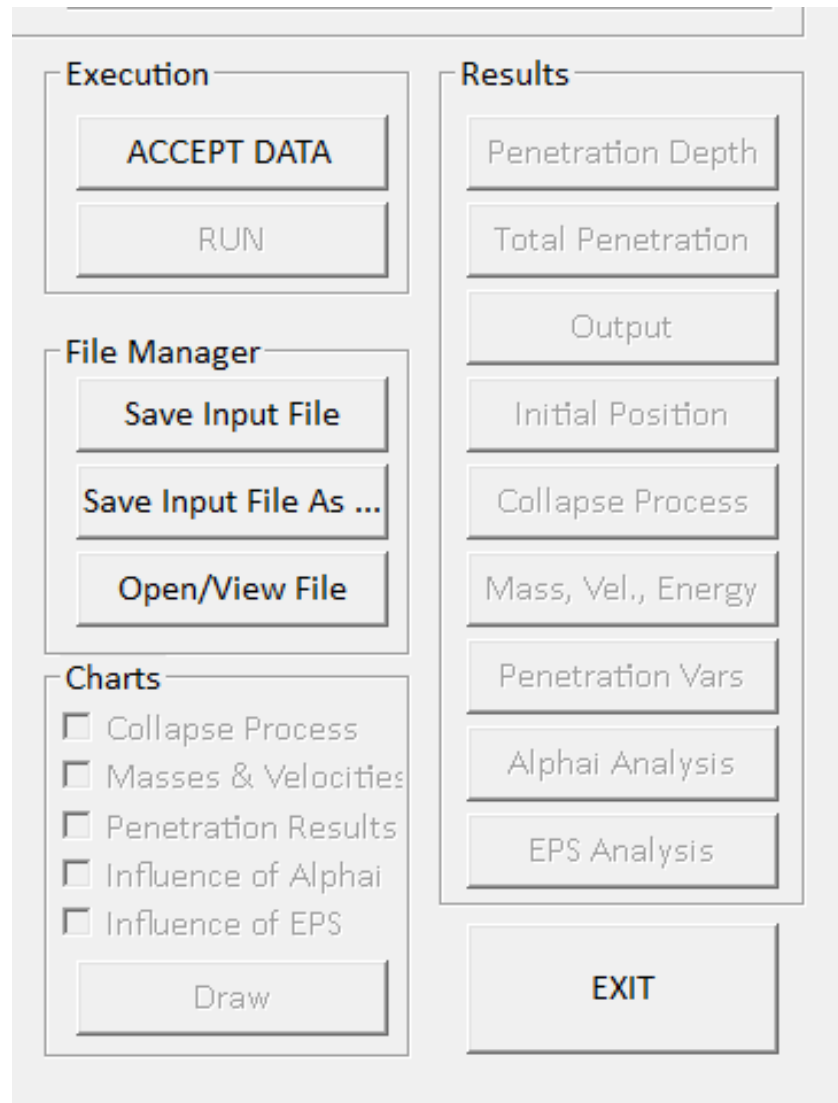 Execution
ACCEPT DATA
RUN
File Manager
Save Input File
Save Input File As ...
Open/View File
Charts
Collapse Process
Masses & Velocities
Penetration Results
Influence of Alphai
Influence of EPS
Draw
Results
Penetration Depth
Total Penetration
Output
Initial Position
Collapse Process
Mass, Vel., Energy
Penetration Vars
Alphai Analysis
EPS Analysis
EXIT